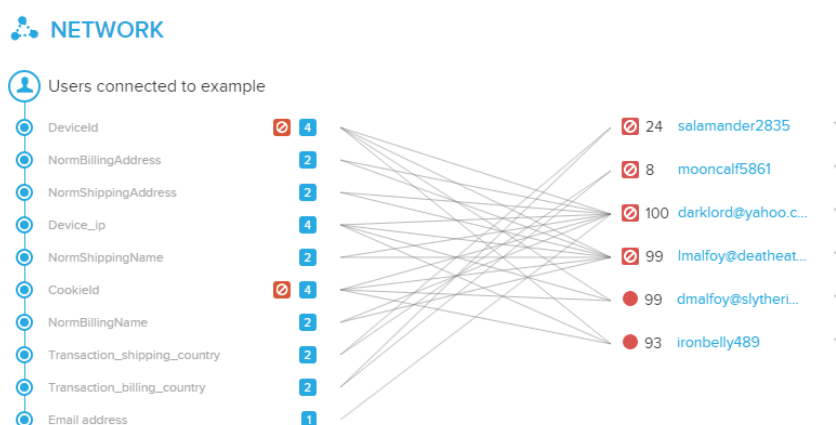 NETWORK
Users connected to example
DeviceId 4
NormBillingAddress 2
NormShippingAddress 2
Device_ip 4
NormShippingName 2
CookieId 4
NormBillingName 2
Transaction_shipping_country 2
Transaction_billing_country 2
Email address 1
24 salamander2835
8 mooncalf5861
100 darklord@yahoo.c...
99 lmalfoy@deatheat...
99 dmalfoy@slytheri...
93 ironbelly489